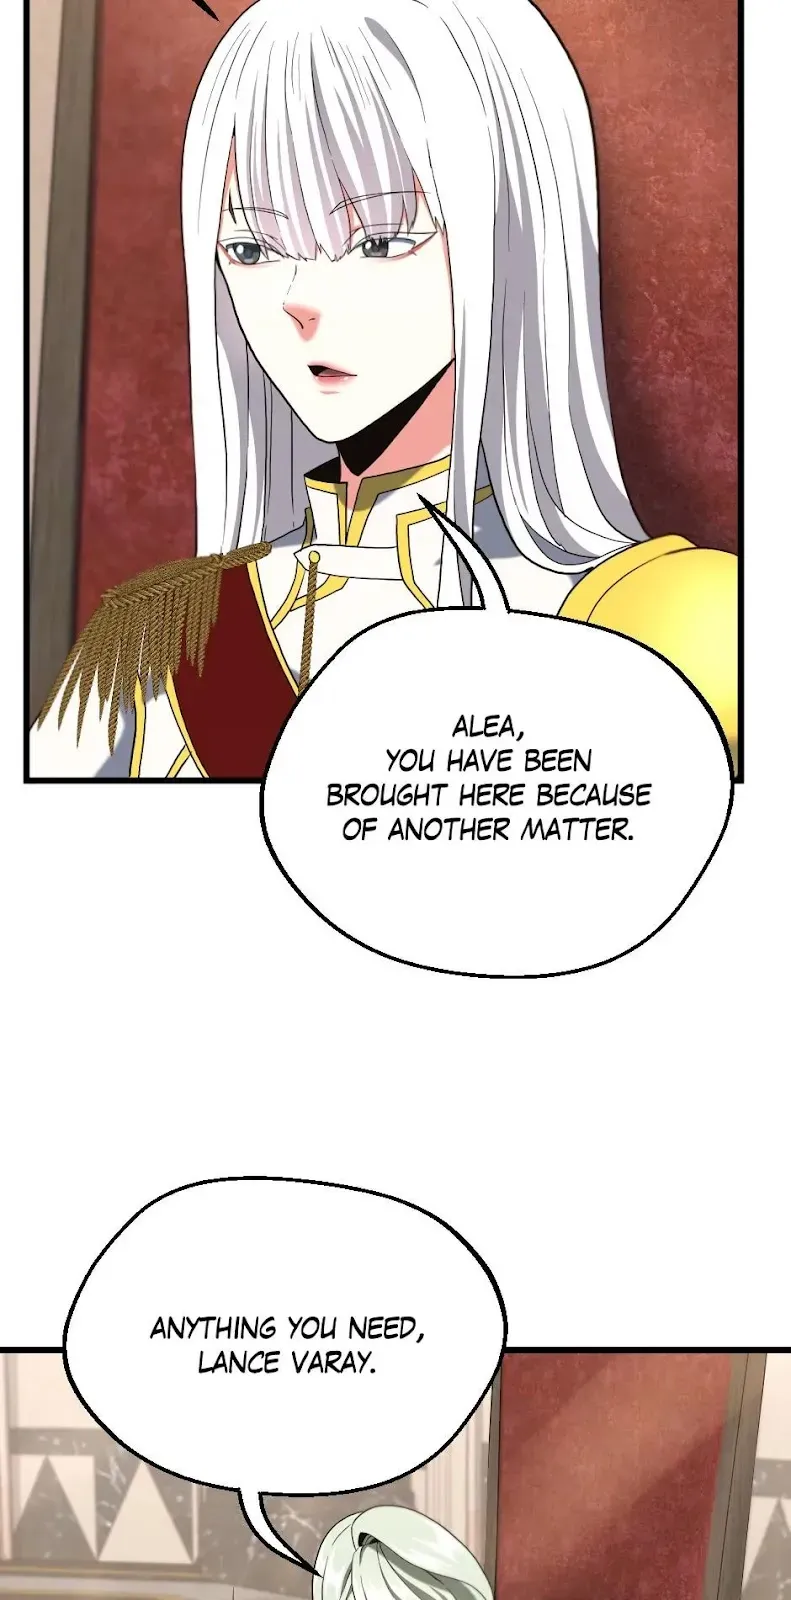 ALEA,
YOU HAVE BEEN
BROUGHT HERE BECAUSE
OF ANOTHER MATTER.
ANYTHING YOU NEED,
LANCE VARAY.